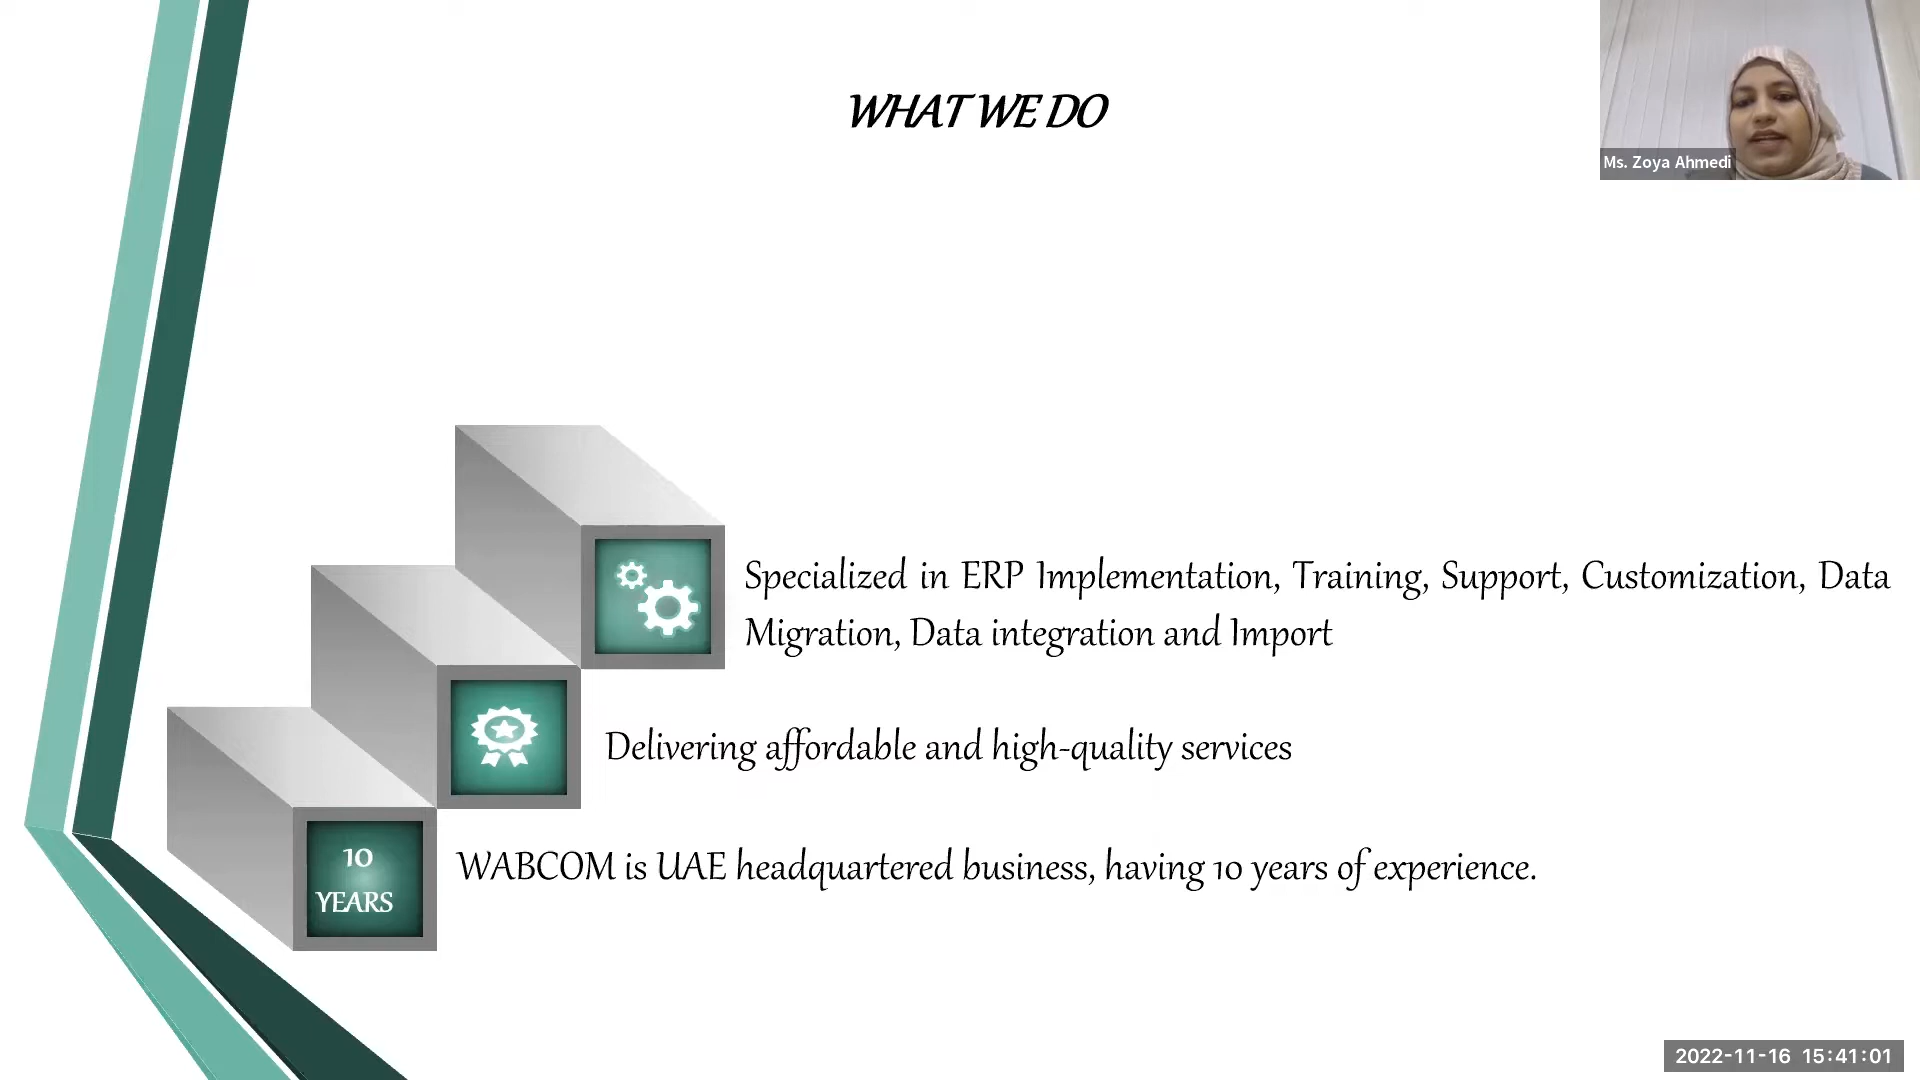 WHAT WE DO
Ms. Zoya Ahmedi
Specialized in ERP Implementation, Training, Support, Customization, Data
Migration, Data integration and Import
Delivering affordable and high-quality services
10
YEARS
WABCOM is UAE headquartered business, having 10 years of experience.
2022-11-16 15:41:01